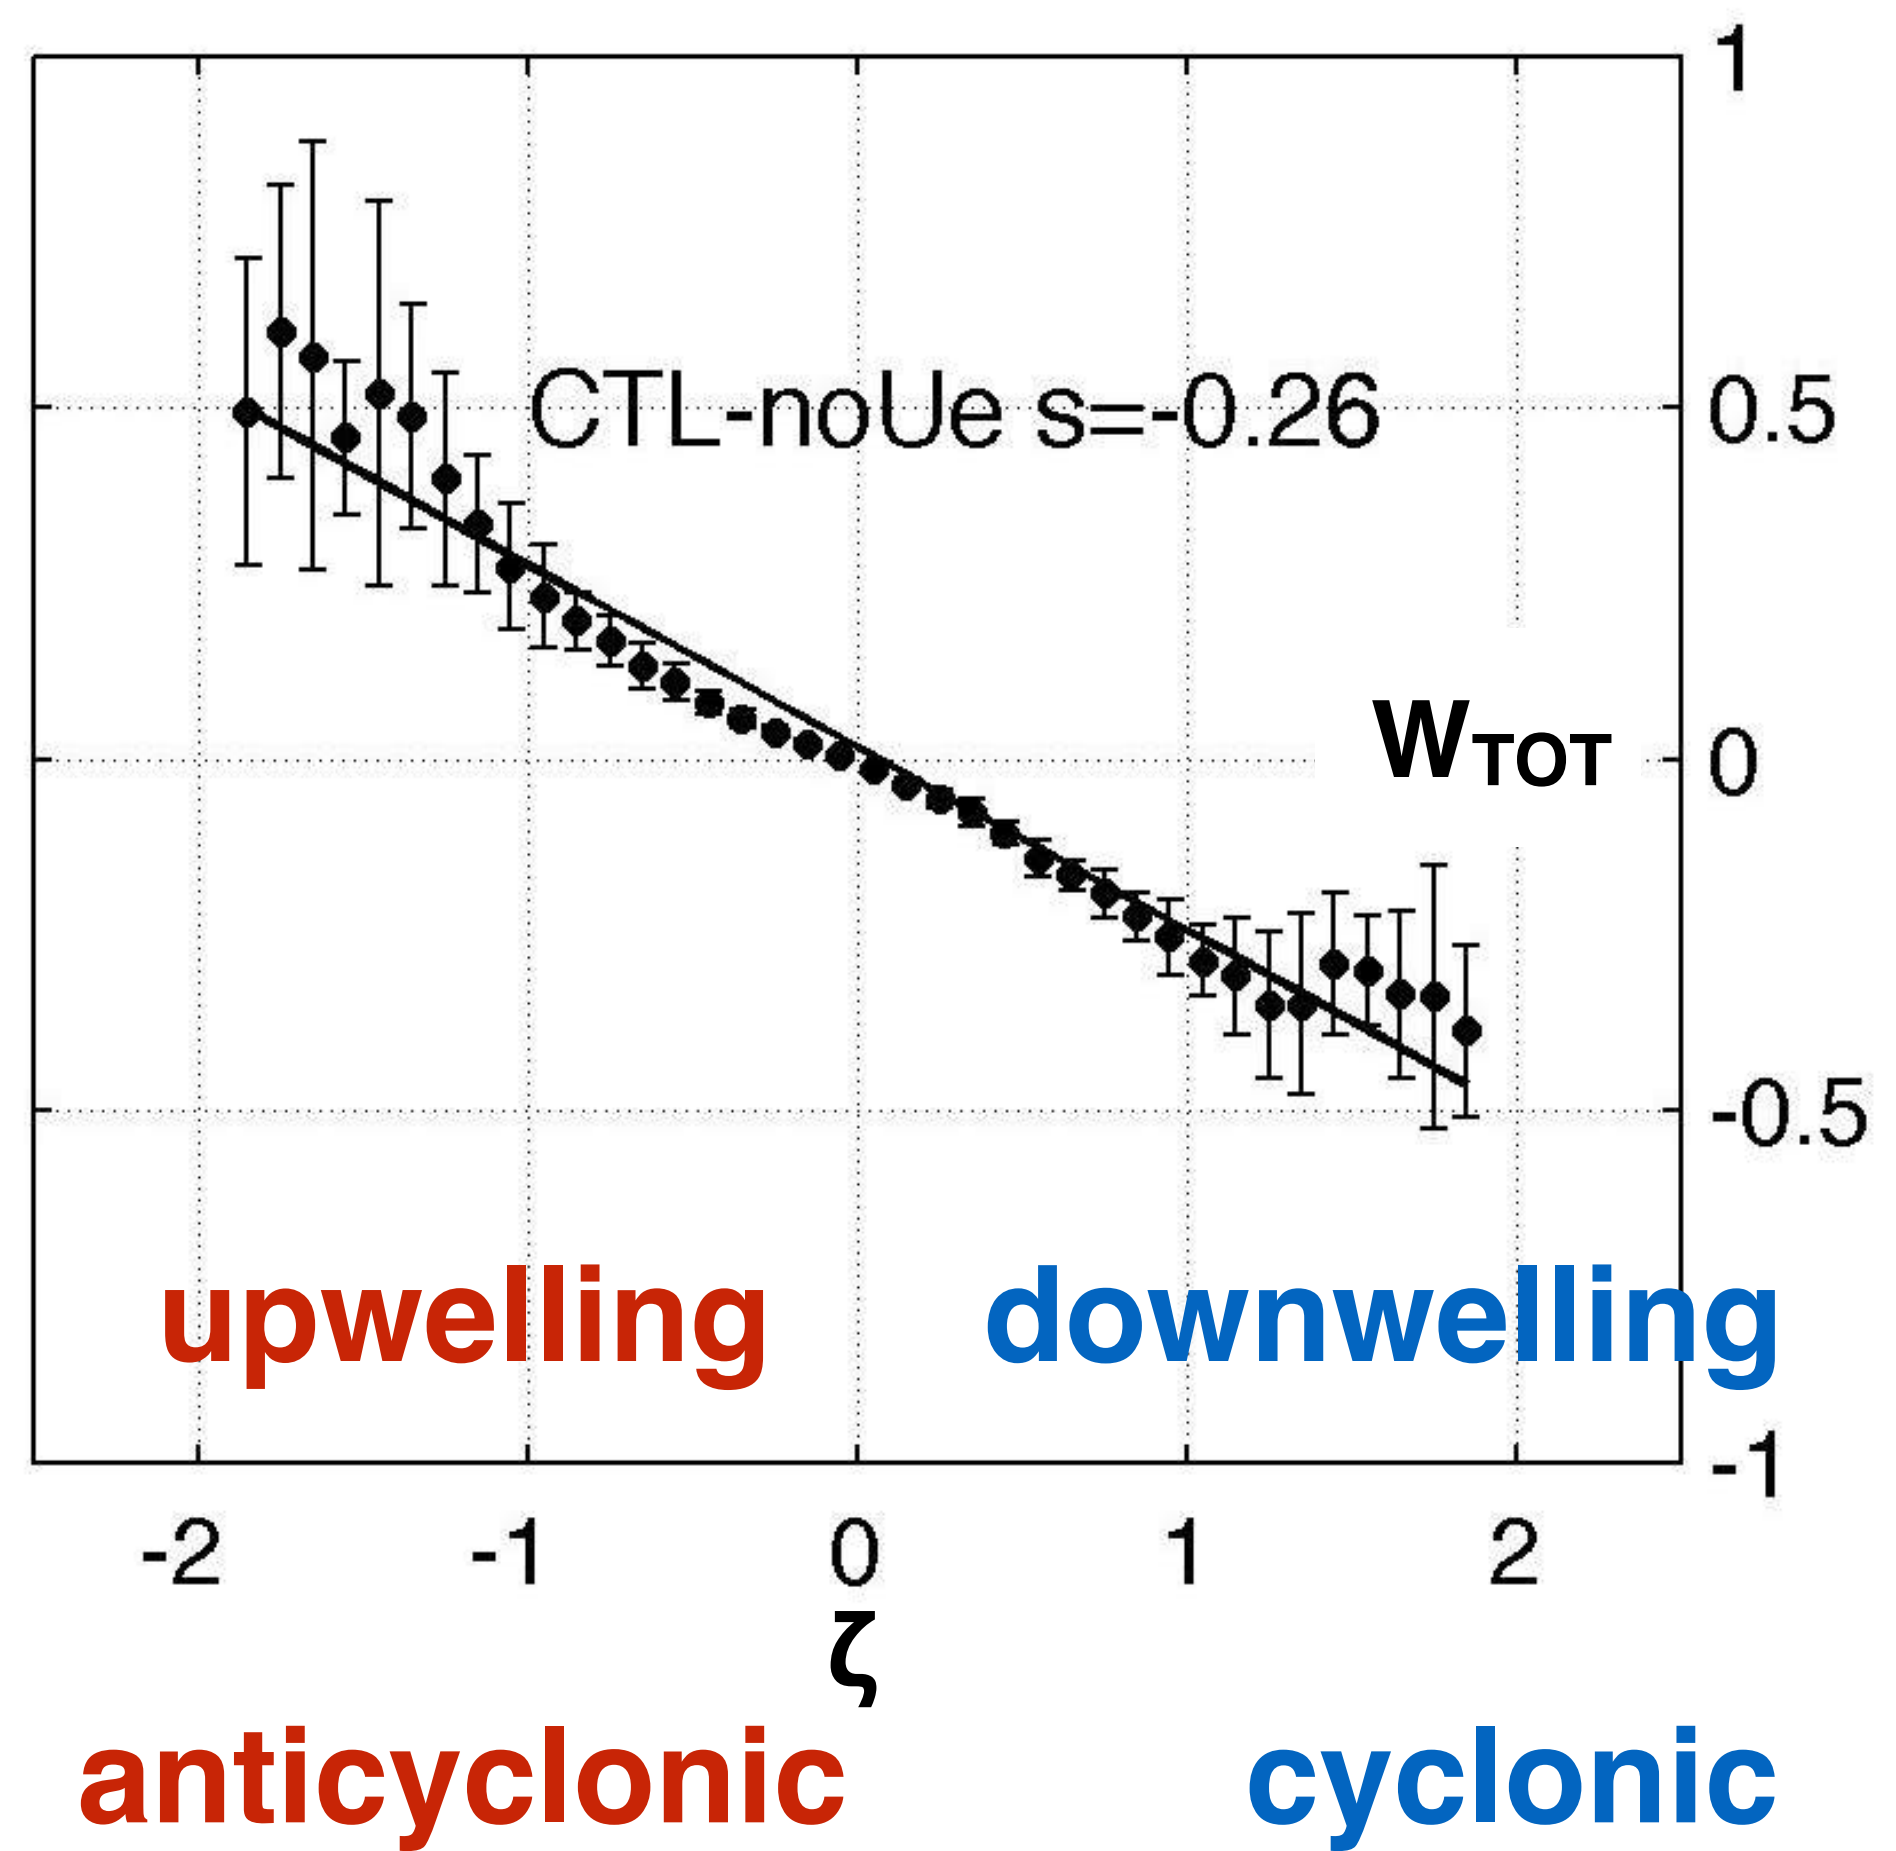 1
CTL-noUe s=-0.26
0.5
WTOT
0
-0.5
upwelling downwelling
-1
-2 -1 0 1 2
ζ
anticyclonic cyclonic